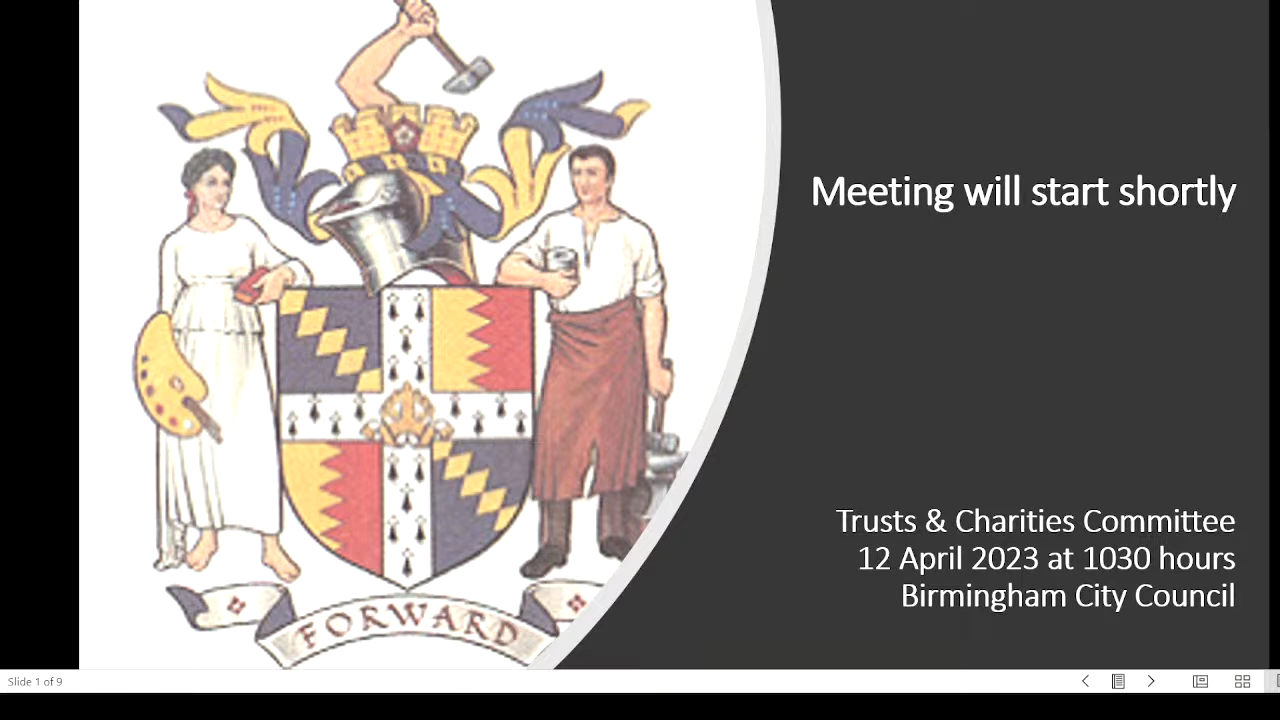 Meeting will start shortly
Trusts & Charities Committee
12 April 2023 at 1030 hours
Birmingham City Council
FORWARD
Slide 1 of 9